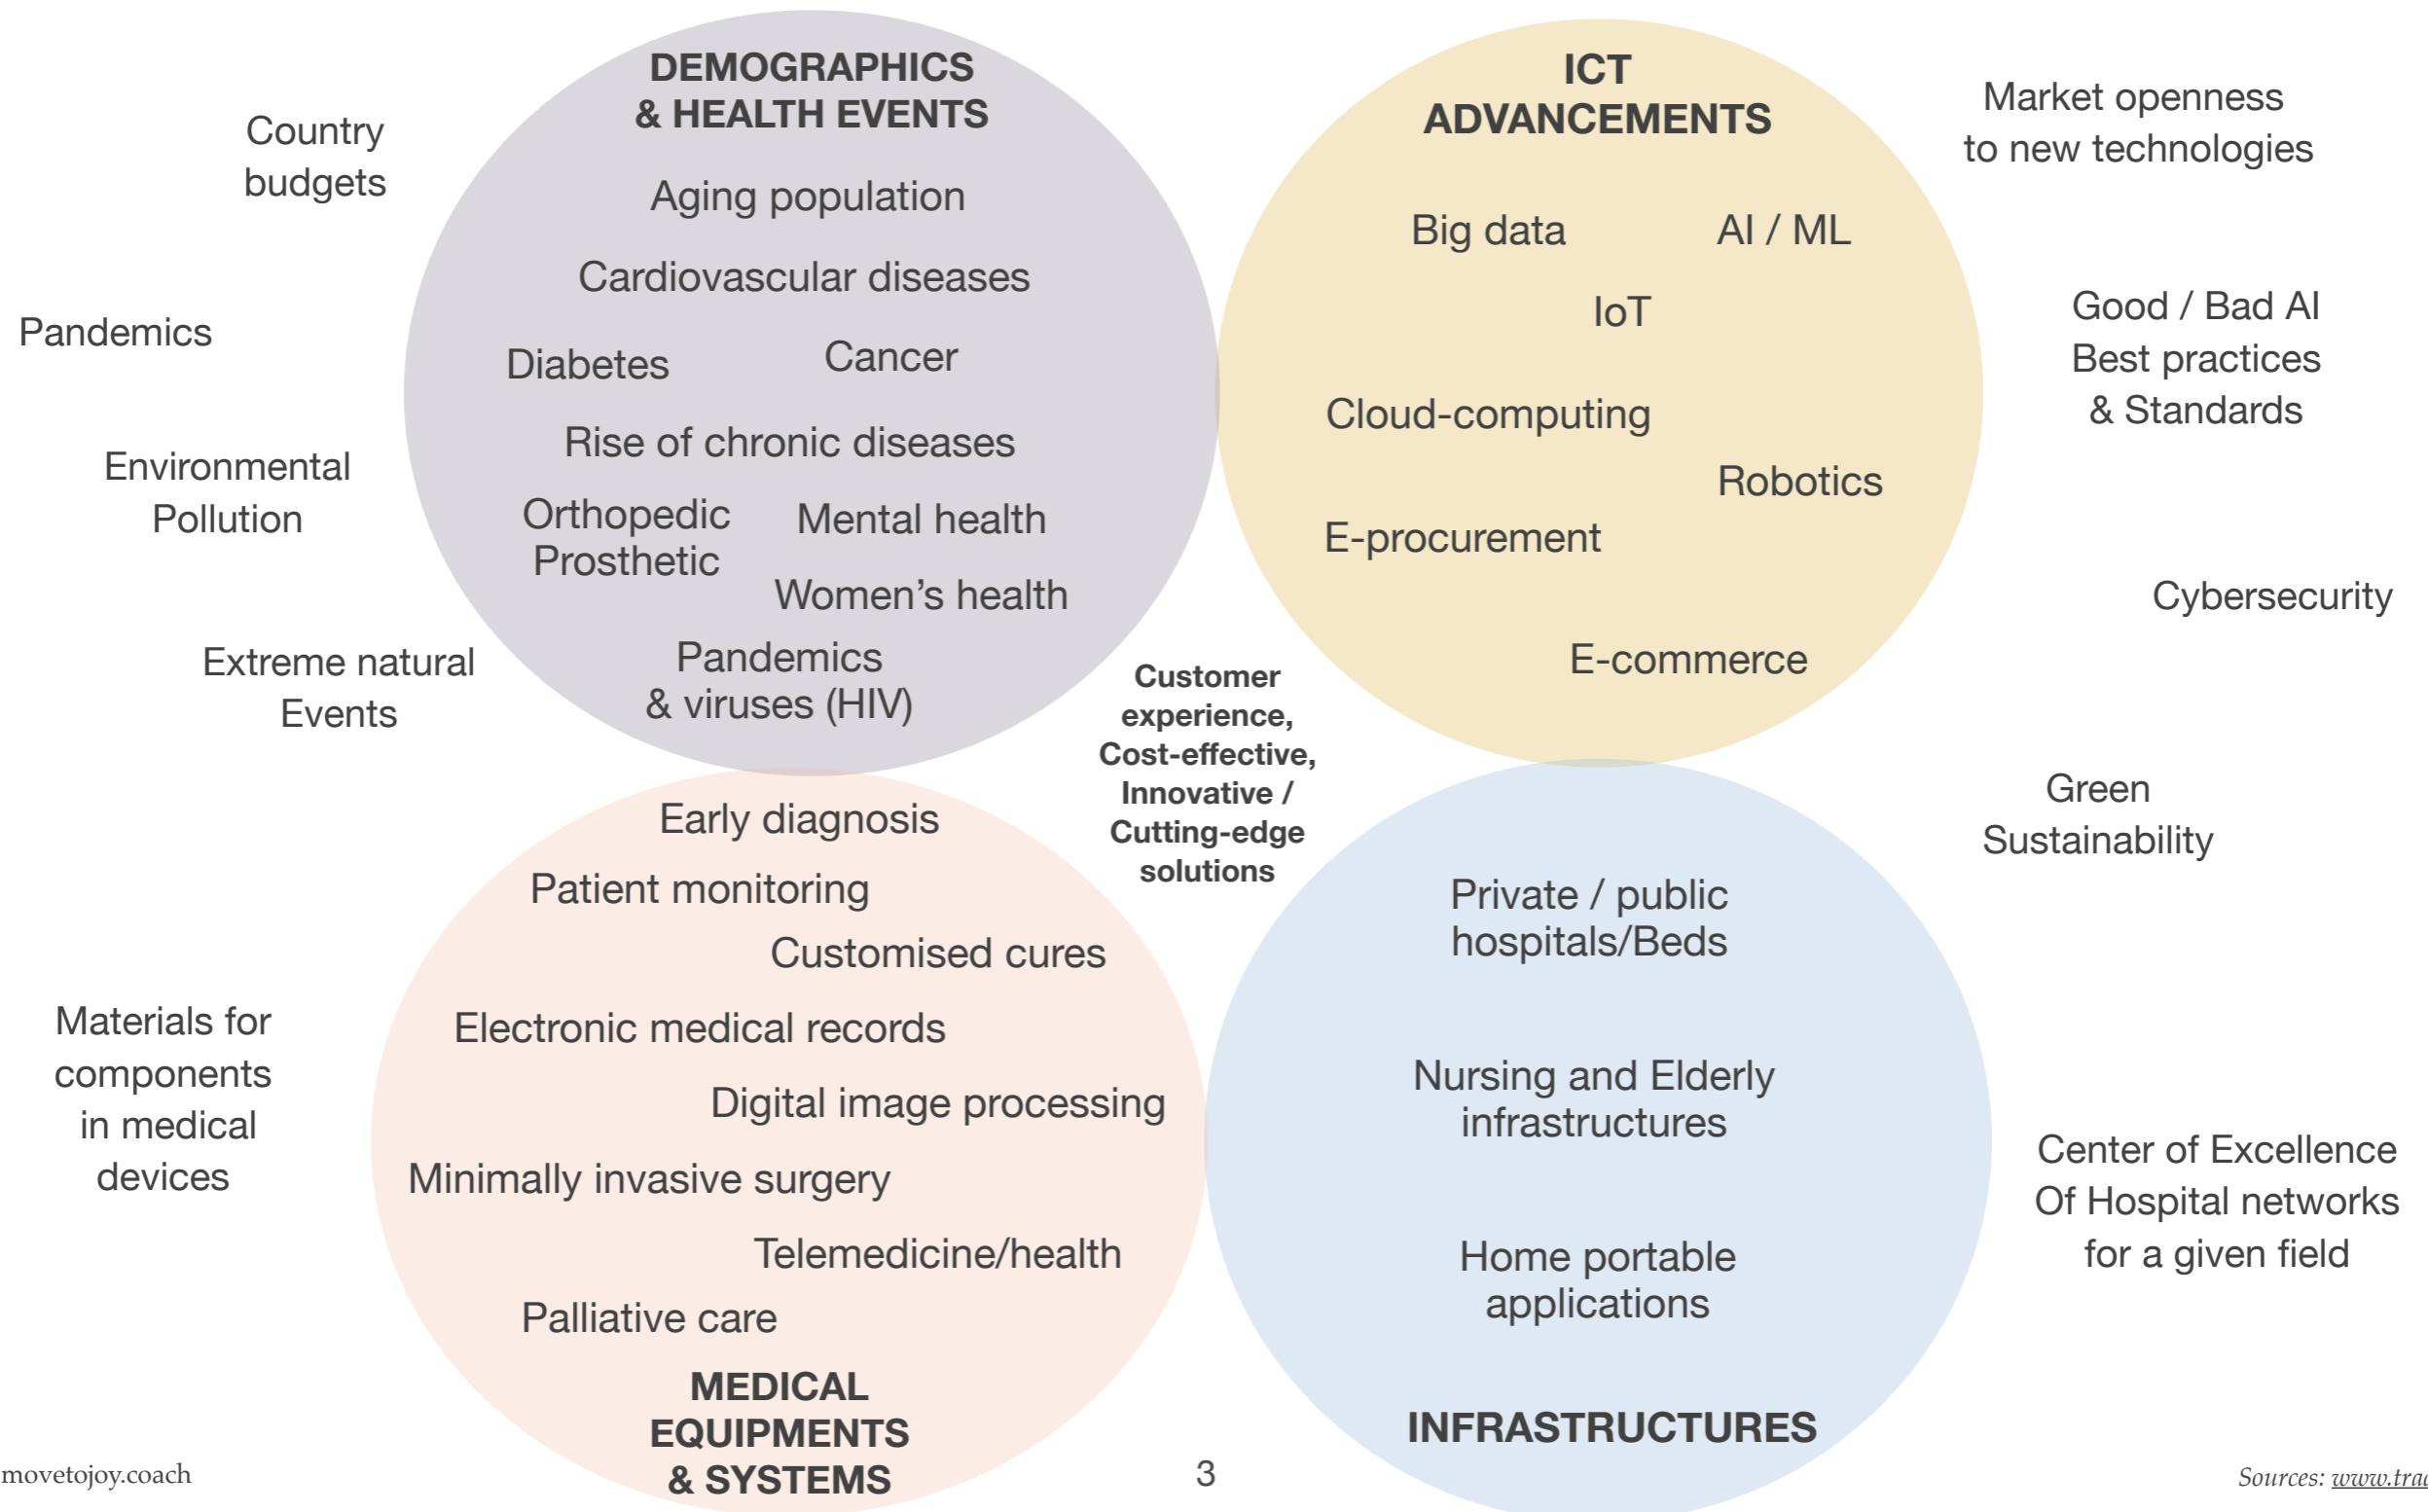 DEMOGRAPHICS
& HEALTH EVENTS
Aging population
Cardiovascular diseases
Diabetes
Cancer
Rise of chronic diseases
Orthopedic
Prosthetic
Mental health
Women’s health
Pandemics
& viruses (HIV)
ICT
ADVANCEMENTS
Big data
AI / ML
IoT
Cloud-computing
Robotics
E-procurement
E-commerce
Country
budgets
Pandemics
Environmental
Pollution
Extreme natural
Events
Market openness
to new technologies
Good / Bad AI
Best practices
& Standards
Cybersecurity
Green
Sustainability
Customer
experience,
Cost-effective,
Innovative /
Cutting-edge
solutions
Early diagnosis
Patient monitoring
Customised cures
Electronic medical records
Digital image processing
Minimally invasive surgery
Telemedicine/health
Palliative care
MEDICAL
EQUIPMENTS
& SYSTEMS
Private / public
hospitals/Beds
Nursing and Elderly
infrastructures
Home portable
applications
INFRASTRUCTURES
Materials for
components
in medical
devices
Center of Excellence
Of Hospital networks
for a given field
movetojoy.coach
3
Sources: www.trad